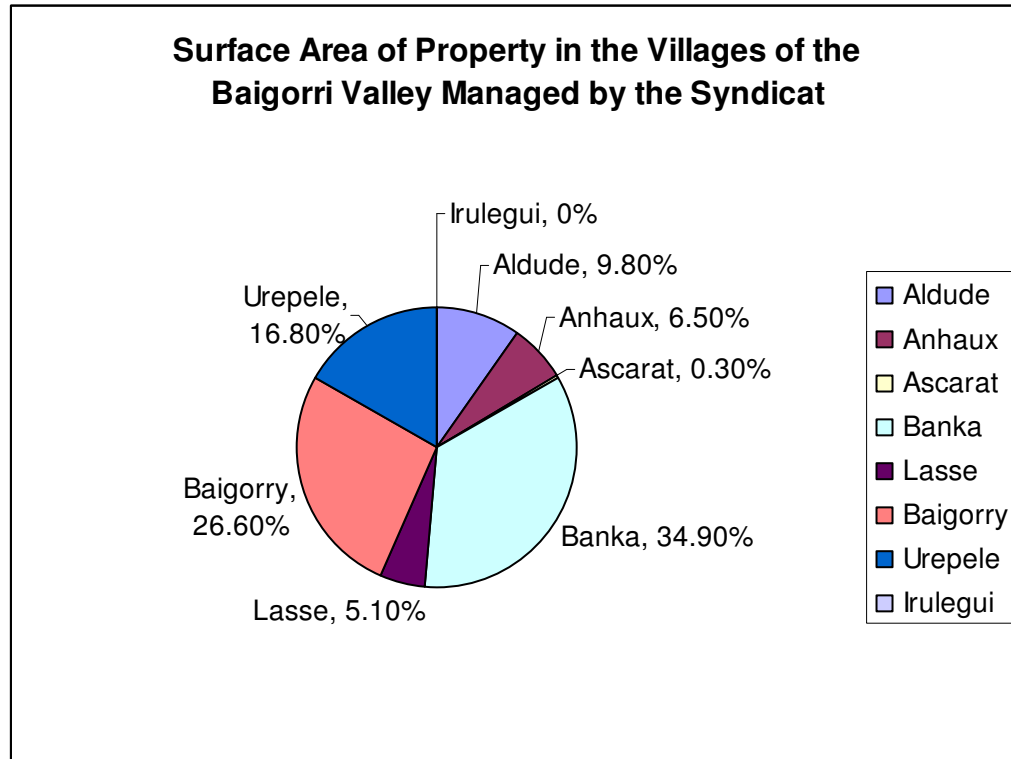 Surface Area of Property in the Villages of the
Baigorri Valley Managed by the Syndicat
Irulegui, 0%
Aldude, 9.80%
Anhaux, 6.50%
Ascarat, 0.30%
Banka, 34.90%
Lasse, 5.10%
Baigorry,
26.60%
Urepele,
16.80%
Aldude
Anhaux
Ascarat
Banka
Lasse
Baigorry
Urepele
Irulegui